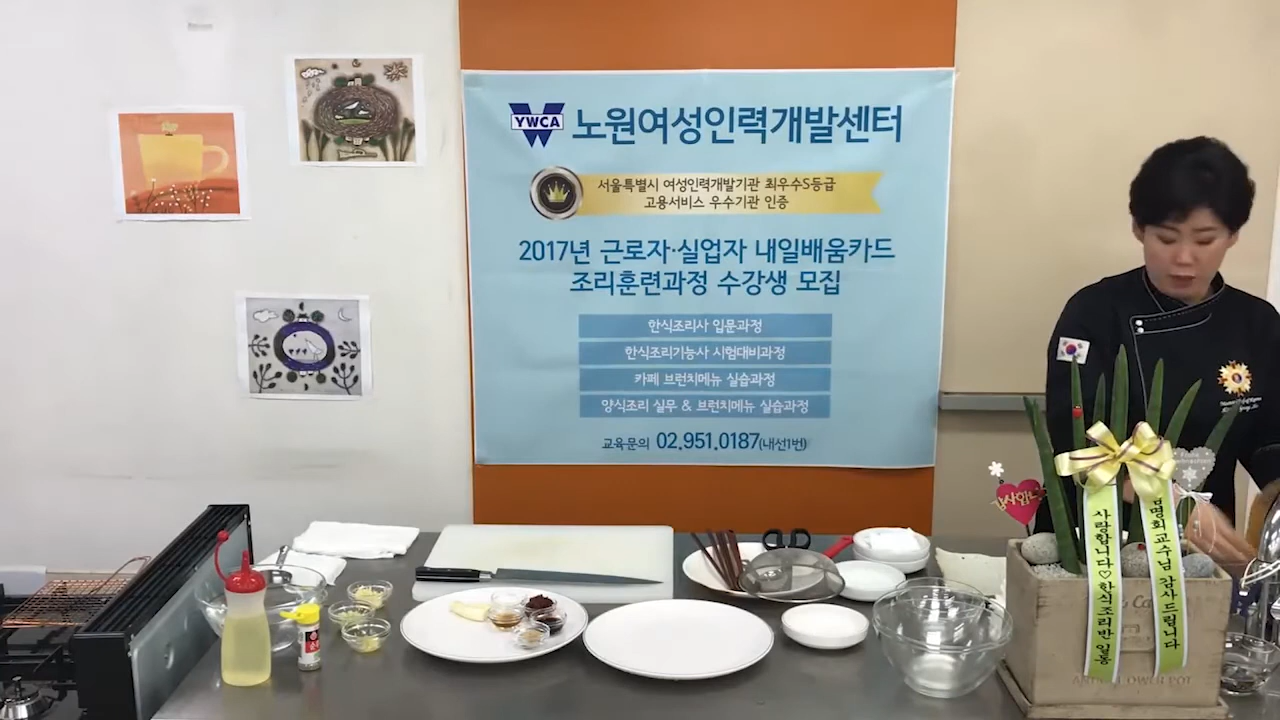 YWCA 노원여성인력개발센터
서울특별시 여성인력개발기관 최우수S등급
고용서비스 우수기관 인증
2017년 근로자·실업자 내일배움카드
조리훈련과정 수강생 모집
한식조리사 입문과정
한식조리기능사 시험대비과정
카페 브런치메뉴 실습과정
양식조리 실무 & 브런치메뉴 실습과정
교육문의 02.951.0187(내선1번)
사랑합니다♡한식조리반 일동
명회교수님 감사드립니다